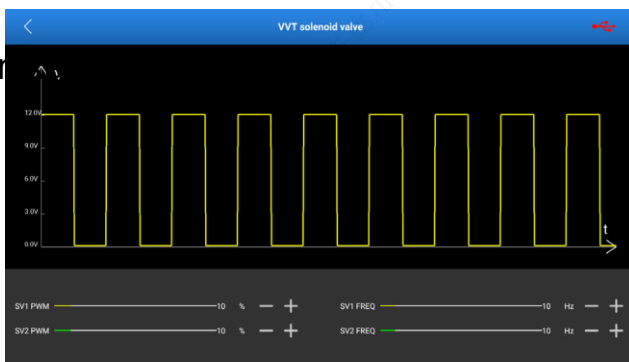 VVT solenoid valve
12.0V
9.0V
6.0V
3.0V
0.0V
t
SV1 PWM 10 %
SV1 FREQ 10 Hz
SV2 PWM 10 %
SV2 FREQ 10 Hz